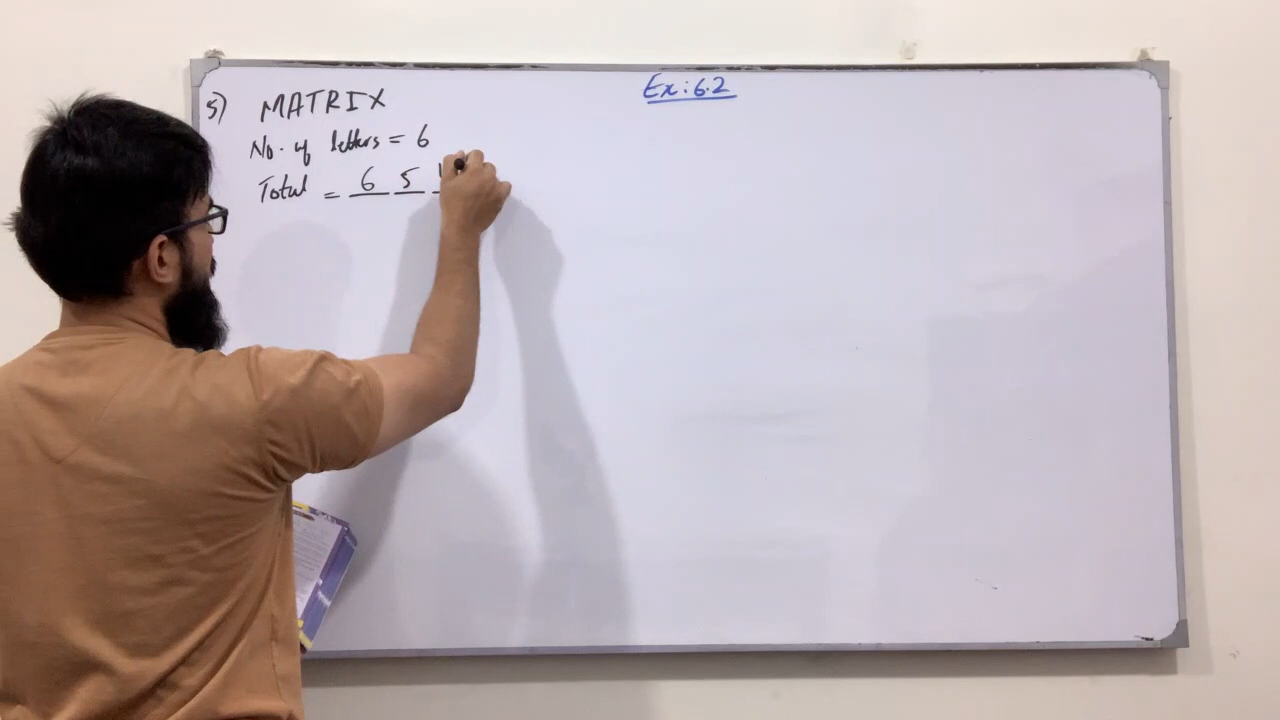 Ex: 6.2
5) MATRIX
No. of letters = 6
Total = 6 5